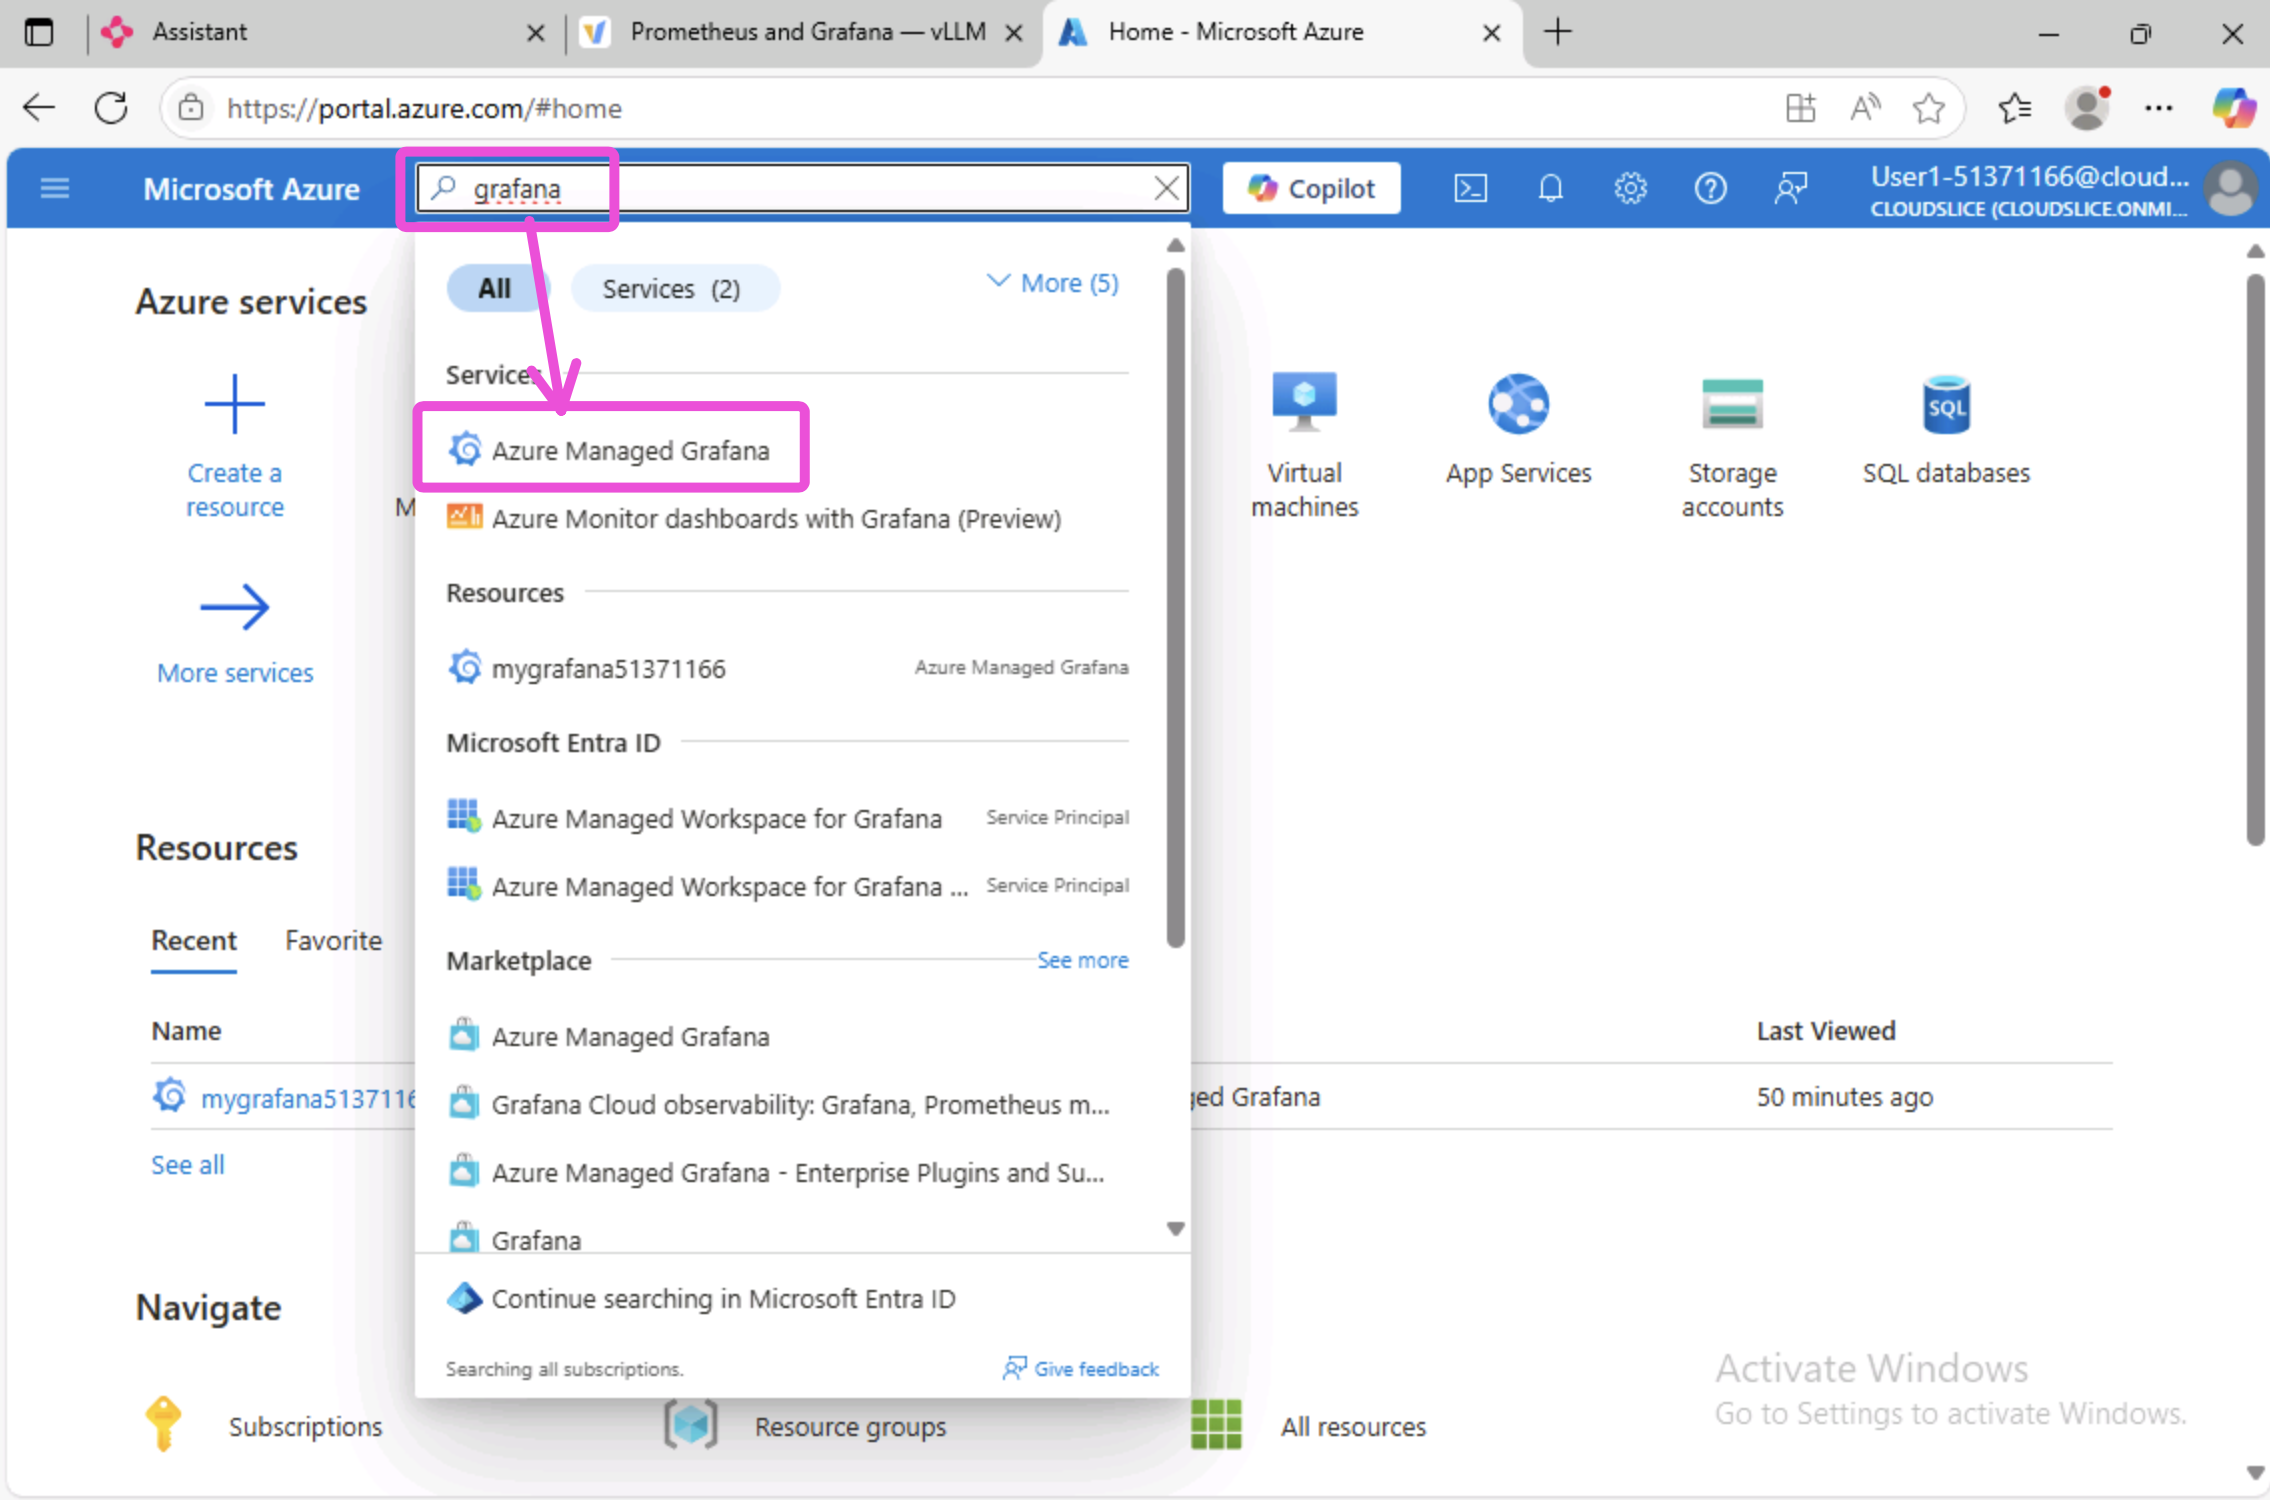 Assistant
Prometheus and Grafana — vLLM
Home - Microsoft Azure
https://portal.azure.com/#home
Microsoft Azure
grafana
Copilot
User1-51371166@cloud...
CLOUDSLICE (CLOUDSLICE.ONMI...
All
Services (2)
More (5)
Azure services
Services
Create a
resource
M
Azure Managed Grafana
Azure Monitor dashboards with Grafana (Preview)
Virtual
machines
App Services
Storage
accounts
SQL
SQL databases
Resources
mygrafana51371166 Azure Managed Grafana
More services
Microsoft Entra ID
Azure Managed Workspace for Grafana Service Principal
Azure Managed Workspace for Grafana ... Service Principal
Resources
Recent Favorite
Marketplace See more
Azure Managed Grafana
Grafana Cloud observability: Grafana, Prometheus m...
Azure Managed Grafana - Enterprise Plugins and Su...
Grafana
Name Last Viewed
mygrafana5137116 ged Grafana 50 minutes ago
See all
Continue searching in Microsoft Entra ID
Searching all subscriptions. Give feedback
Navigate
Subscriptions Resource groups All resources
Activate Windows
Go to Settings to activate Windows.